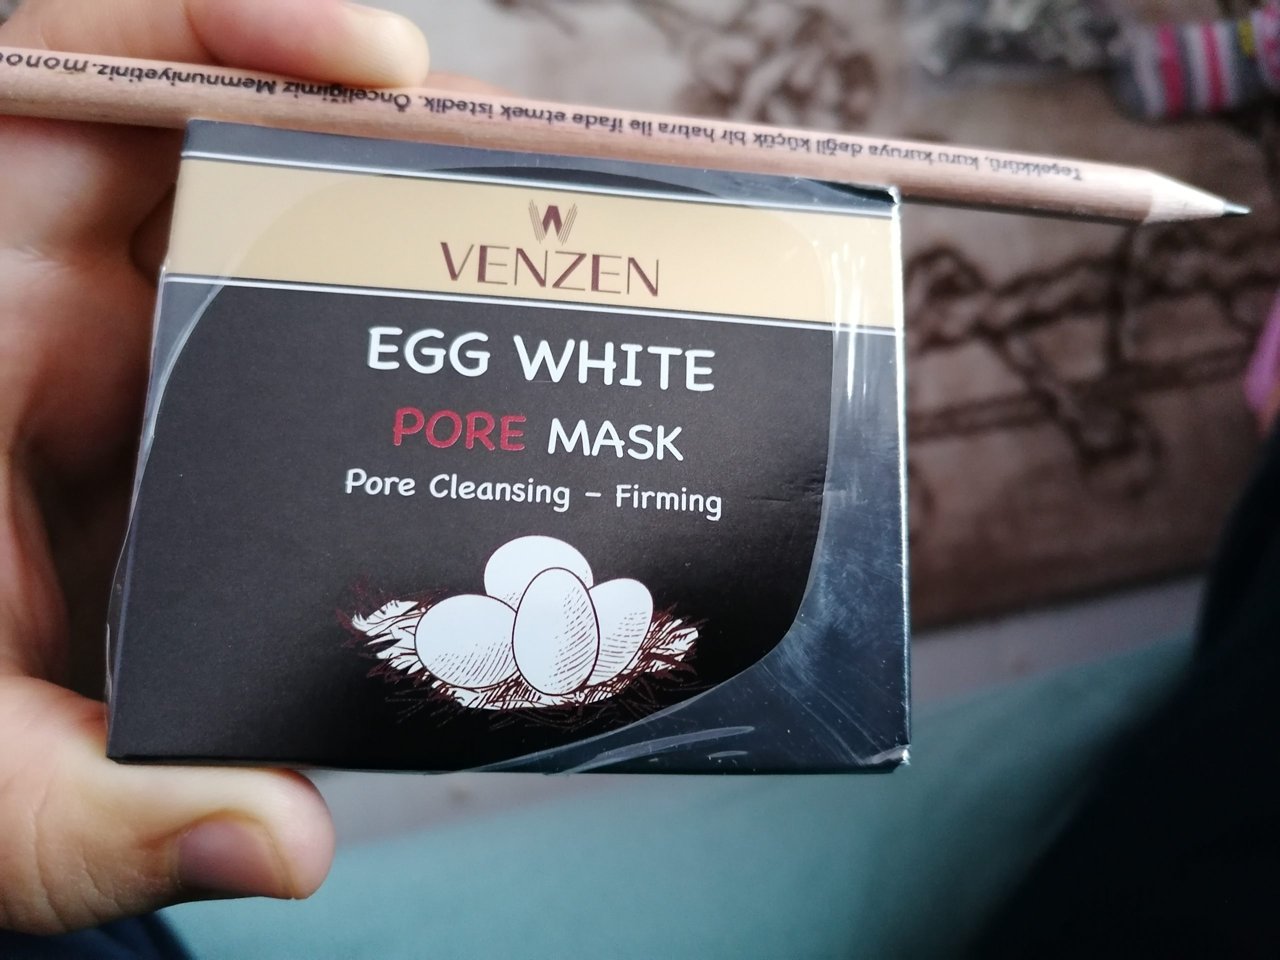 Teşekkürü, kuru kuruya değil küçük bir hatıra ile ifade etmek istedik. Önceliğimiz Memnuniyetiniz.
VENZEN
EGG WHITE
PORE MASK
Pore Cleansing - Firming